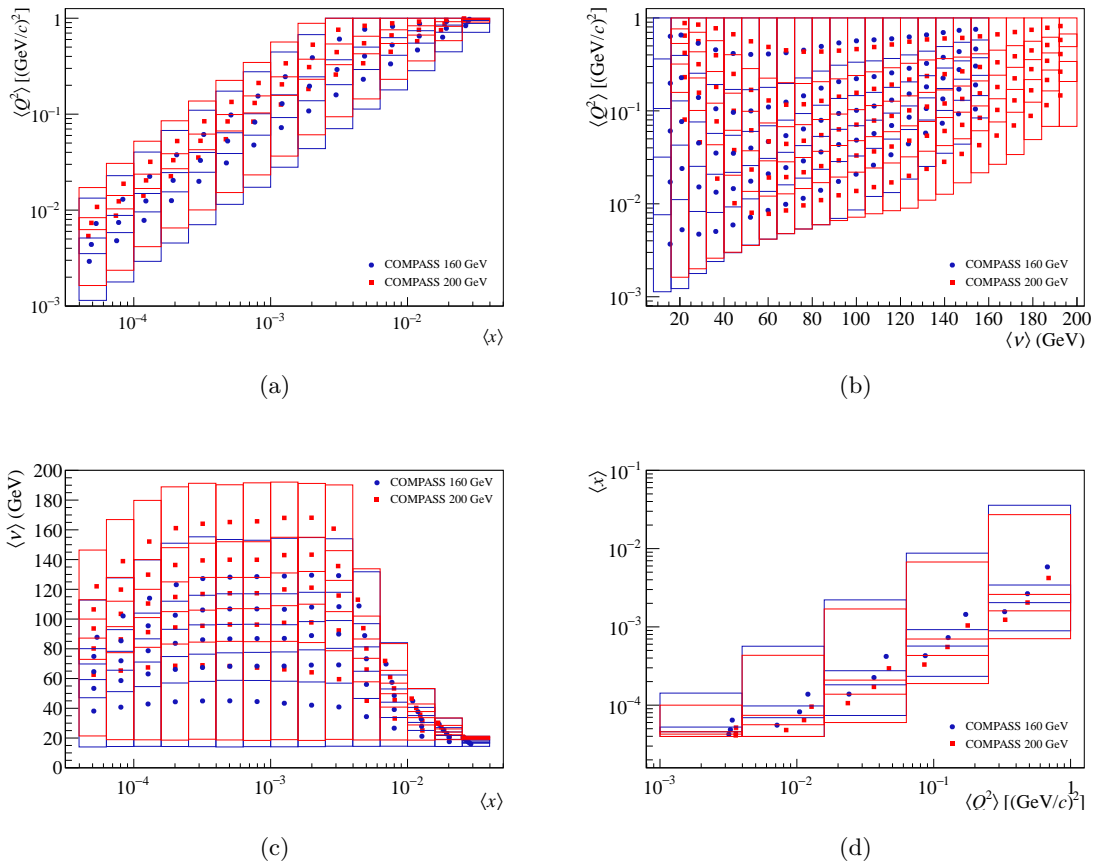 ⟨Q²⟩ [(GeV/c)²]
1
10⁻¹
10⁻²
10⁻³
10⁻⁴ 10⁻³ 10⁻²
⟨x⟩
COMPASS 160 GeV
COMPASS 200 GeV
(a)
⟨Q²⟩ [(GeV/c)²]
1
10⁻¹
10⁻²
10⁻³
20 40 60 80 100 120 140 160 180 200
⟨ν⟩ (GeV)
COMPASS 160 GeV
COMPASS 200 GeV
(b)
⟨ν⟩ (GeV)
200
180
160
140
120
100
80
60
40
20
0
10⁻⁴ 10⁻³ 10⁻²
⟨x⟩
COMPASS 160 GeV
COMPASS 200 GeV
(c)
⟨x⟩
10⁻¹
10⁻²
10⁻³
10⁻⁴
10⁻³ 10⁻² 10⁻¹ 1
⟨Q²⟩ [(GeV/c)²]
COMPASS 160 GeV
COMPASS 200 GeV
(d)